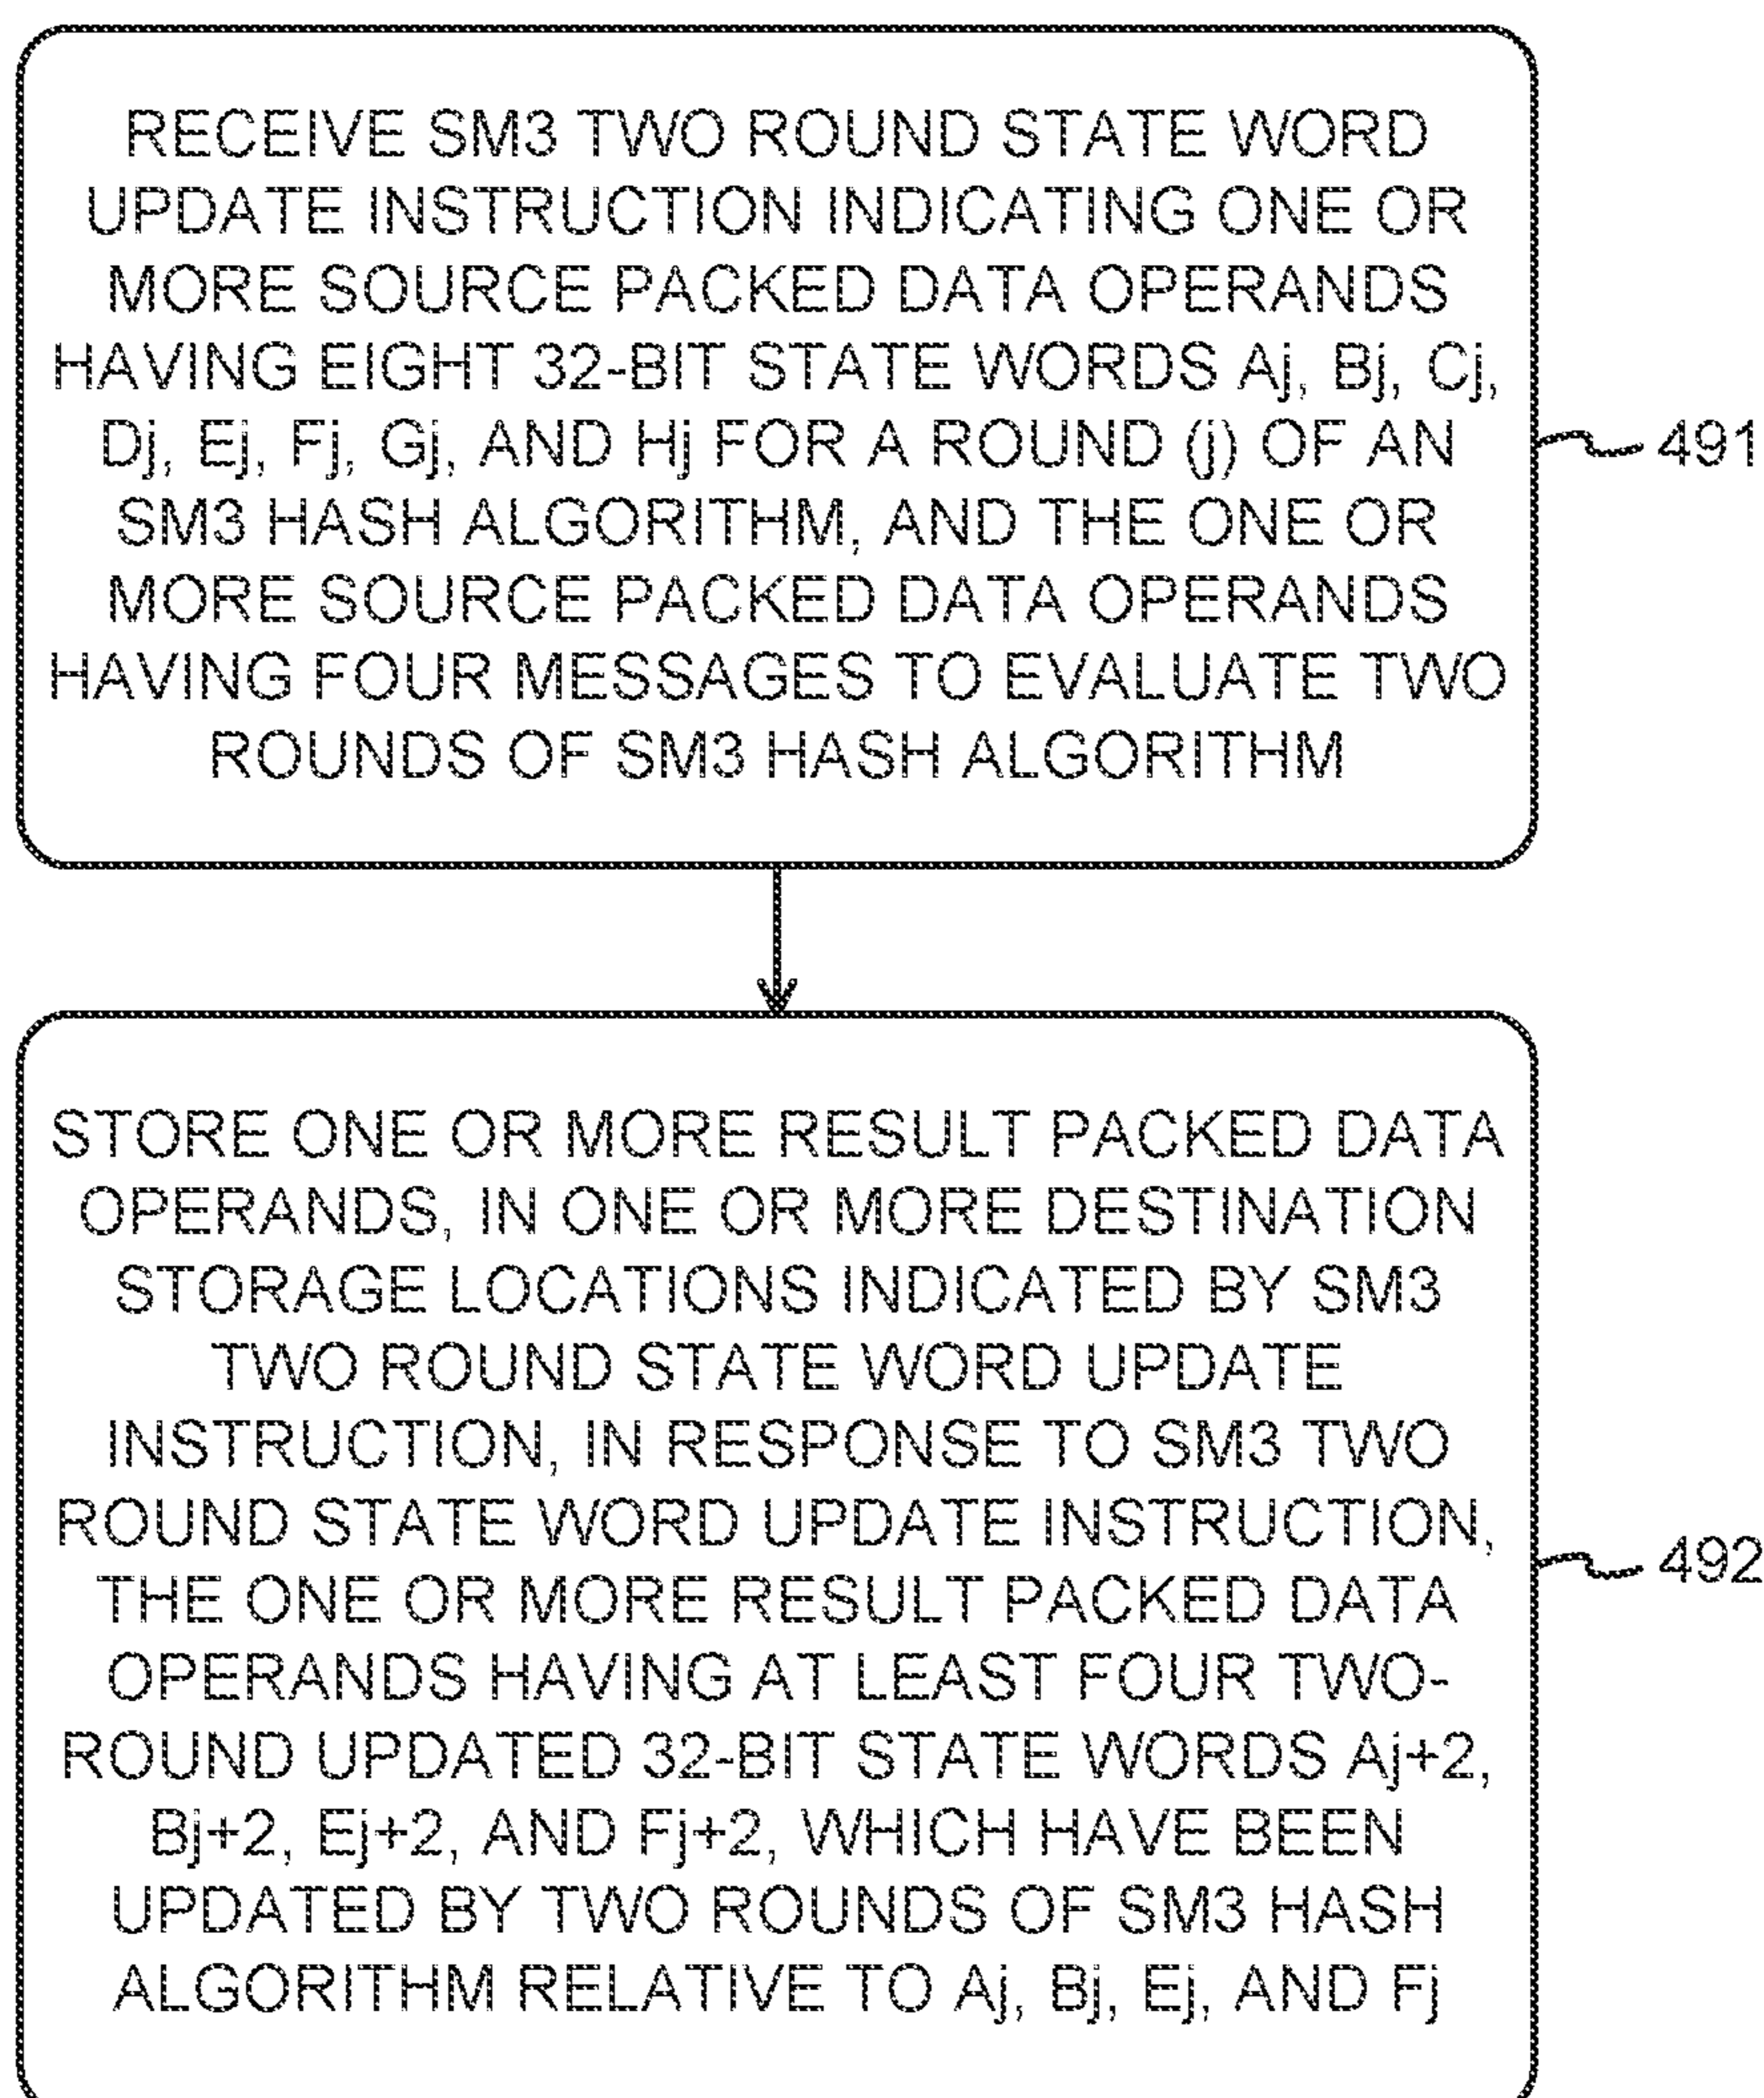 RECEIVE SM3 TWO ROUND STATE WORD
UPDATE INSTRUCTION INDICATING ONE OR
MORE SOURCE PACKED DATA OPERANDS
HAVING EIGHT 32-BIT STATE WORDS Aj, Bj, Cj,
Dj, Ej, Fj, Gj, AND Hj FOR A ROUND (j) OF AN
SM3 HASH ALGORITHM, AND THE ONE OR
MORE SOURCE PACKED DATA OPERANDS
HAVING FOUR MESSAGES TO EVALUATE TWO
ROUNDS OF SM3 HASH ALGORITHM
491
STORE ONE OR MORE RESULT PACKED DATA
OPERANDS, IN ONE OR MORE DESTINATION
STORAGE LOCATIONS INDICATED BY SM3
TWO ROUND STATE WORD UPDATE
INSTRUCTION, IN RESPONSE TO SM3 TWO
ROUND STATE WORD UPDATE INSTRUCTION,
THE ONE OR MORE RESULT PACKED DATA
OPERANDS HAVING AT LEAST FOUR TWO-
ROUND UPDATED 32-BIT STATE WORDS Aj+2,
Bj+2, Ej+2, AND Fj+2, WHICH HAVE BEEN
UPDATED BY TWO ROUNDS OF SM3 HASH
ALGORITHM RELATIVE TO Aj, Bj, Ej, AND Fj
492